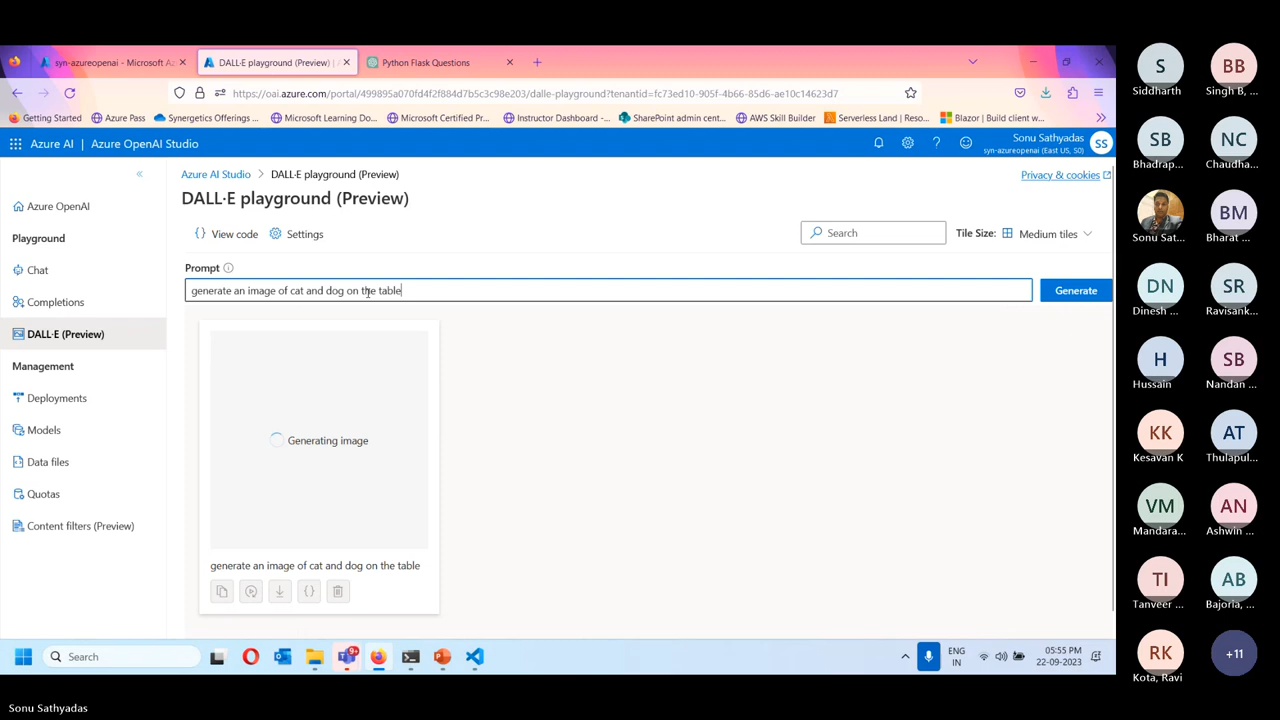 syn-azureopenai - Microsoft Az
DALL·E playground (Preview) |
Python Flask Questions
https://oai.azure.com/portal/499895a070fd4f2f884d7b5c3c98e203/dalle-playground?tenantid=fc73ed10-905f-4b66-85d6-ae10c14623d7
Getting Started
Azure Pass
Synergetics Offerings ...
Microsoft Learning Do...
Microsoft Certified Pr...
Instructor Dashboard -...
SharePoint admin cent...
AWS Skill Builder
Serverless Land | Reso...
Blazor | Build client w...
Azure AI | Azure OpenAI Studio
Sonu Sathyadas
syn-azureopenai (East US, S0)
SS
Azure OpenAI
Playground
Chat
Completions
DALL·E (Preview)
Management
Deployments
Models
Data files
Quotas
Content filters (Preview)
Azure AI Studio > DALL·E playground (Preview)
Privacy & cookies
DALL·E playground (Preview)
View code
Settings
Search
Tile Size:
Medium tiles
Prompt
generate an image of cat and dog on the table
Generate
Generating image
generate an image of cat and dog on the table
Search
9+
ENG
IN
05:55 PM
22-09-2023
S
Siddharth
BB
Singh B, ...
SB
Bhadrap...
NC
Chaudha...
Sonu Sat...
BM
Bharat ...
DN
Dinesh ...
SR
Ravisank...
H
Hussain
SB
Nandan ...
KK
Kesavan K
AT
Thulapul...
VM
Mandara...
AN
Ashwin ...
TI
Tanveer ...
AB
Bajoria, ...
RK
Kota, Ravi
+11
Sonu Sathyadas